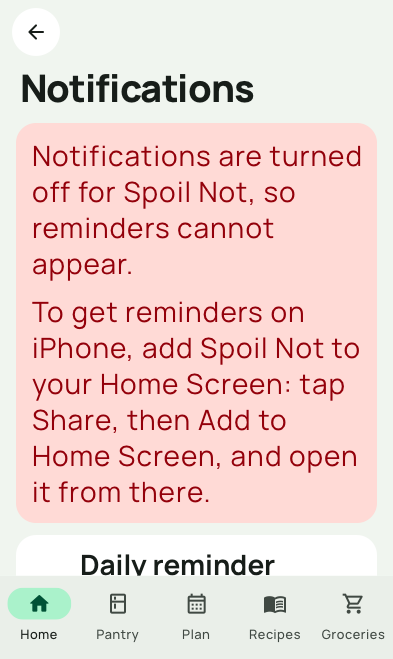 Notifications
Notifications are turned
off for Spoil Not, so
reminders cannot
appear.
To get reminders on
iPhone, add Spoil Not to
your Home Screen: tap
Share, then Add to
Home Screen, and open
it from there.
Daily reminder
Home Pantry Plan Recipes Groceries